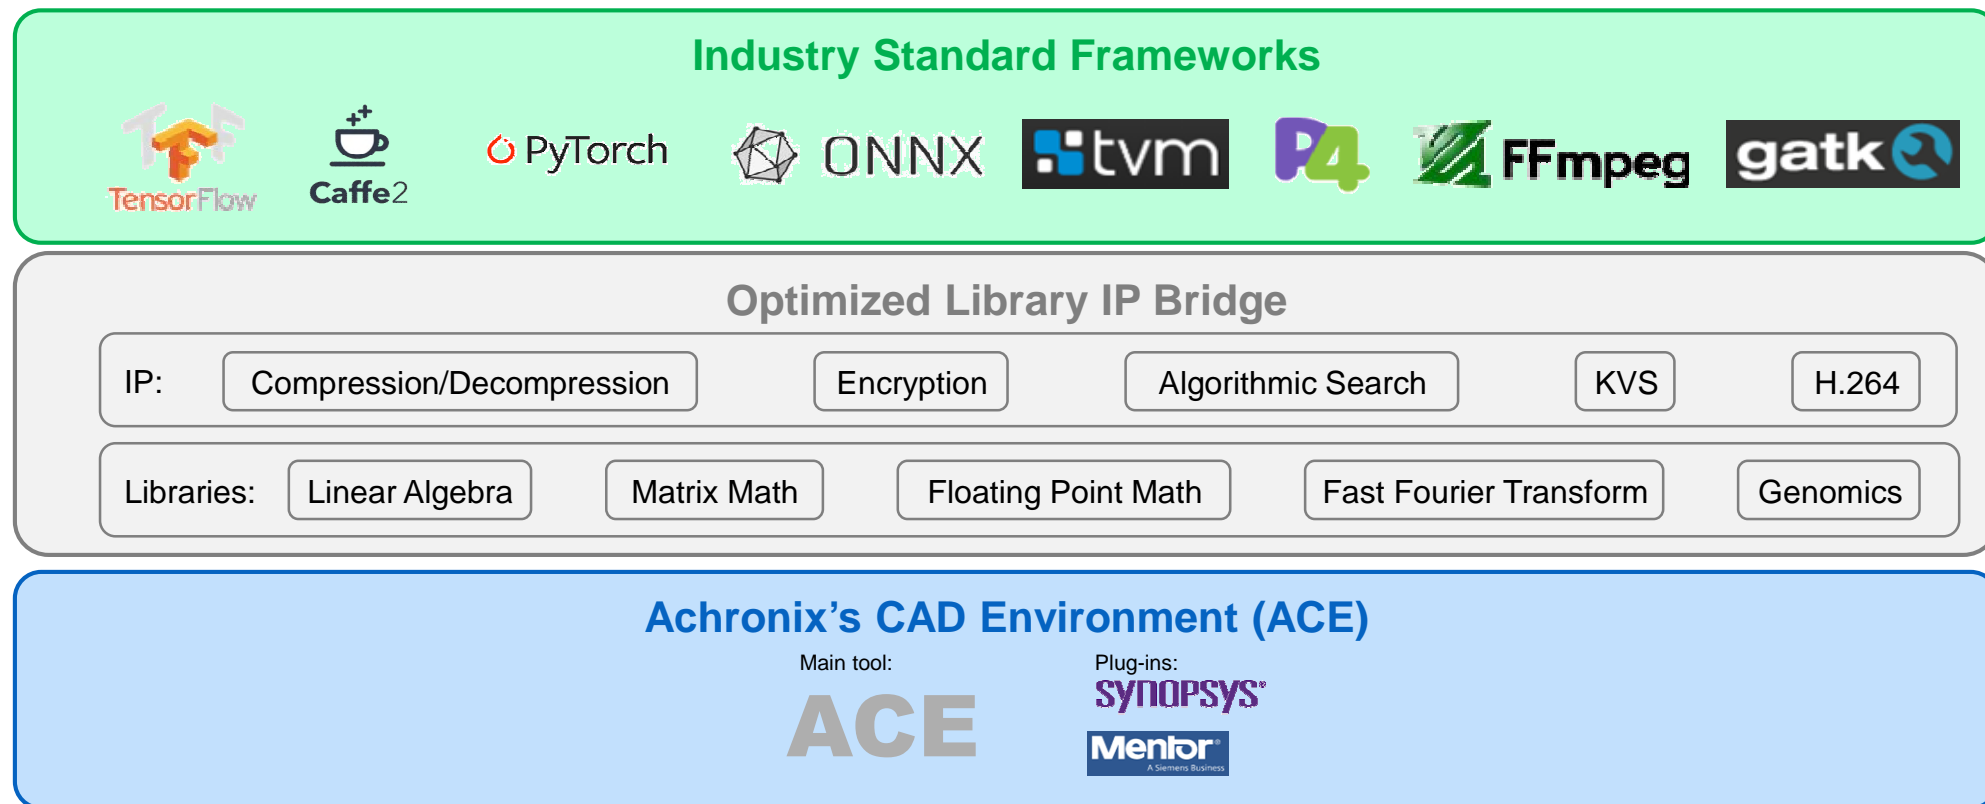 Industry Standard Frameworks
TF
TensorFlow
Caffe2
PyTorch
ONNX
tvm
P4
FFmpeg
gatk
Optimized Library IP Bridge
IP: Compression/Decompression Encryption Algorithmic Search KVS H.264
Libraries: Linear Algebra Matrix Math Floating Point Math Fast Fourier Transform Genomics
Achronix's CAD Environment (ACE)
Main tool:
ACE
Plug-ins:
SYNOPSYS®
Mentor®
A Siemens Business